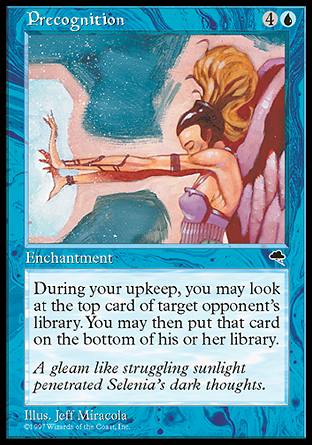 Precognition 4
Enchantment
During your upkeep, you may look
at the top card of target opponent's
library. You may then put that card
on the bottom of his or her library.
A gleam like struggling sunlight
penetrated Selenia's dark thoughts.
Illus. Jeff Miracola
©1997 Wizards of the Coast, Inc.